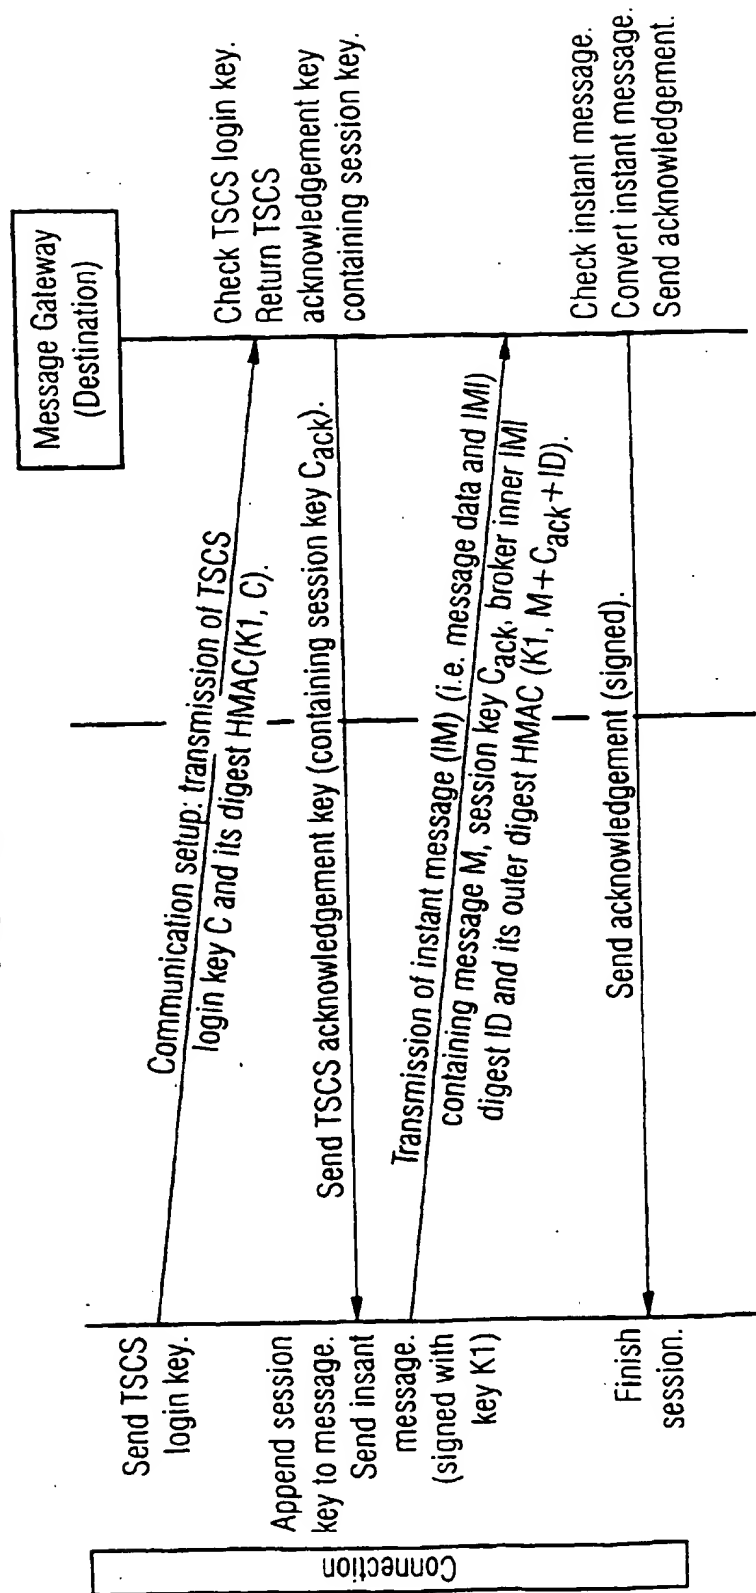 Message Gateway
(Destination)
Send TSCS
login key.
Communication setup: transmission of TSCS
login key C and its digest HMAC(K1, C).
Check TSCS login key.
Return TSCS
acknowledgement key
containing session key.
Send TSCS acknowledgement key (containing session key Cack).
Append session
key to message.
Send insant
message.
(signed with
key K1)
Transmission of instant message (IM) (i.e. message data and IMI)
containing message M, session key Cack, broker inner IMI
digest ID and its outer digest HMAC (K1, M+Cack+ID).
Check instant message.
Convert instant message.
Send acknowledgement.
Send acknowledgement (signed).
Finish
session.
Connection